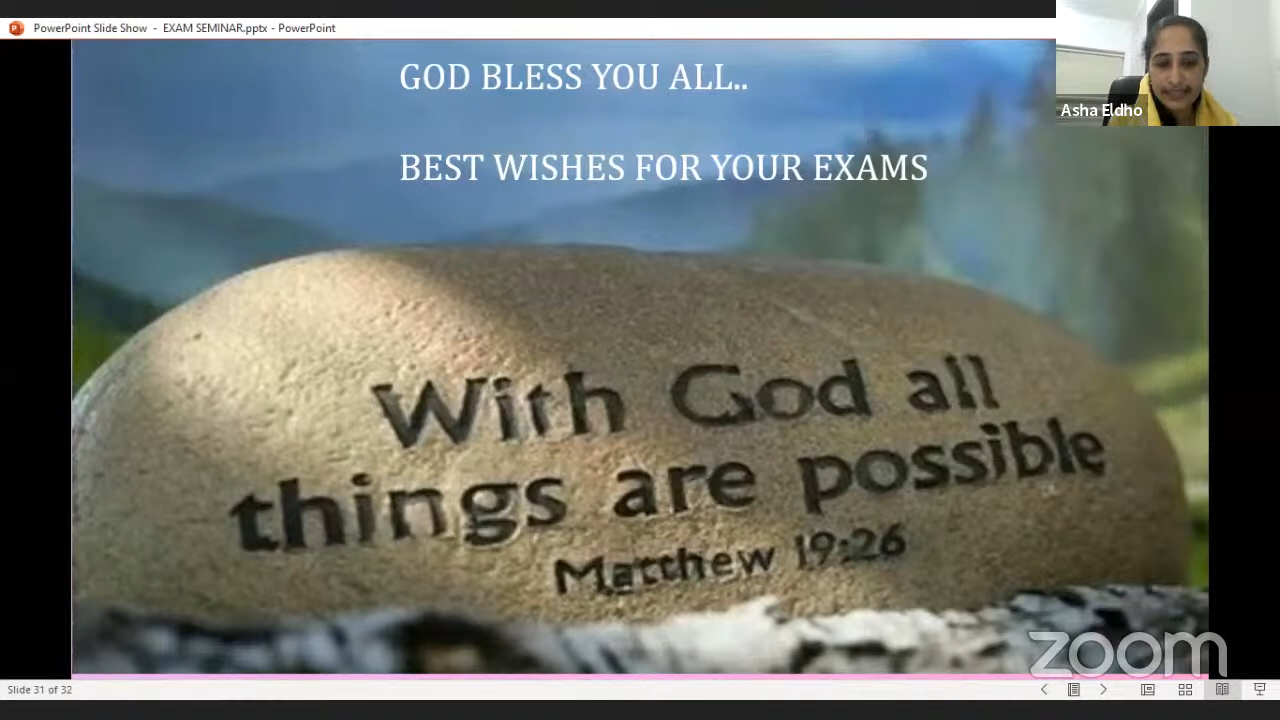 PowerPoint Slide Show - EXAM SEMINAR.pptx - PowerPoint
GOD BLESS YOU ALL..
BEST WISHES FOR YOUR EXAMS
Asha Eldho
With God all
things are possible
Matthew 19:26
zoom
Slide 31 of 32